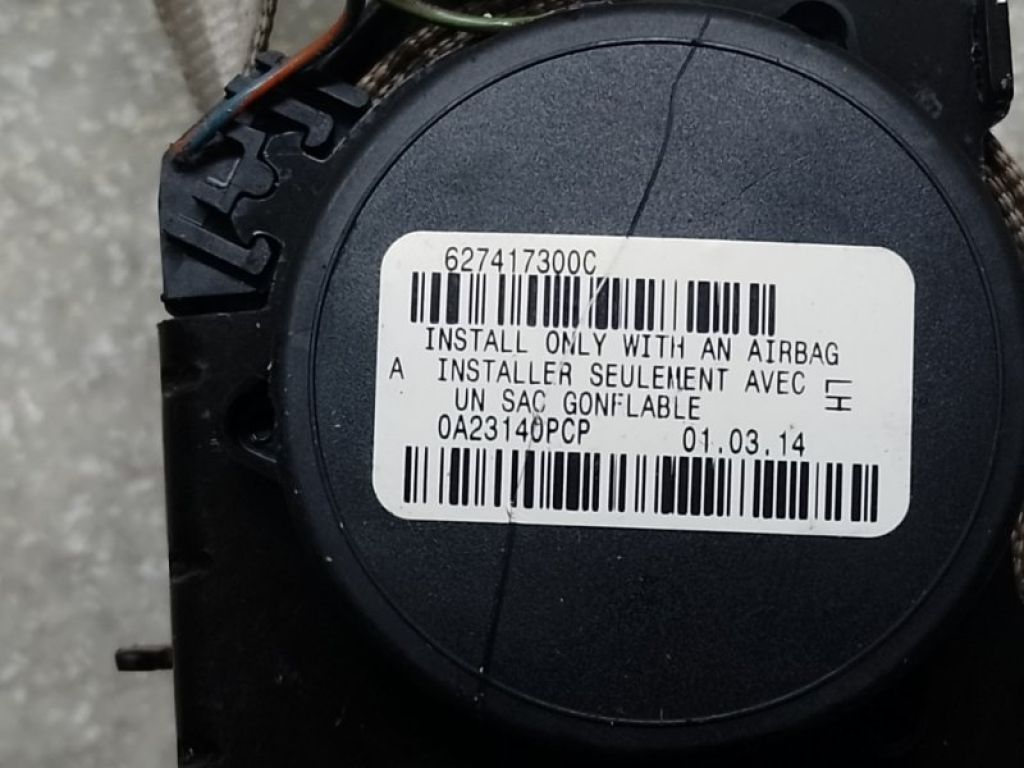 627417300C
INSTALL ONLY WITH AN AIRBAG
A INSTALLER SEULEMENT AVEC LH
UN SAC GONFLABLE
0A23140PCP 01.03.14